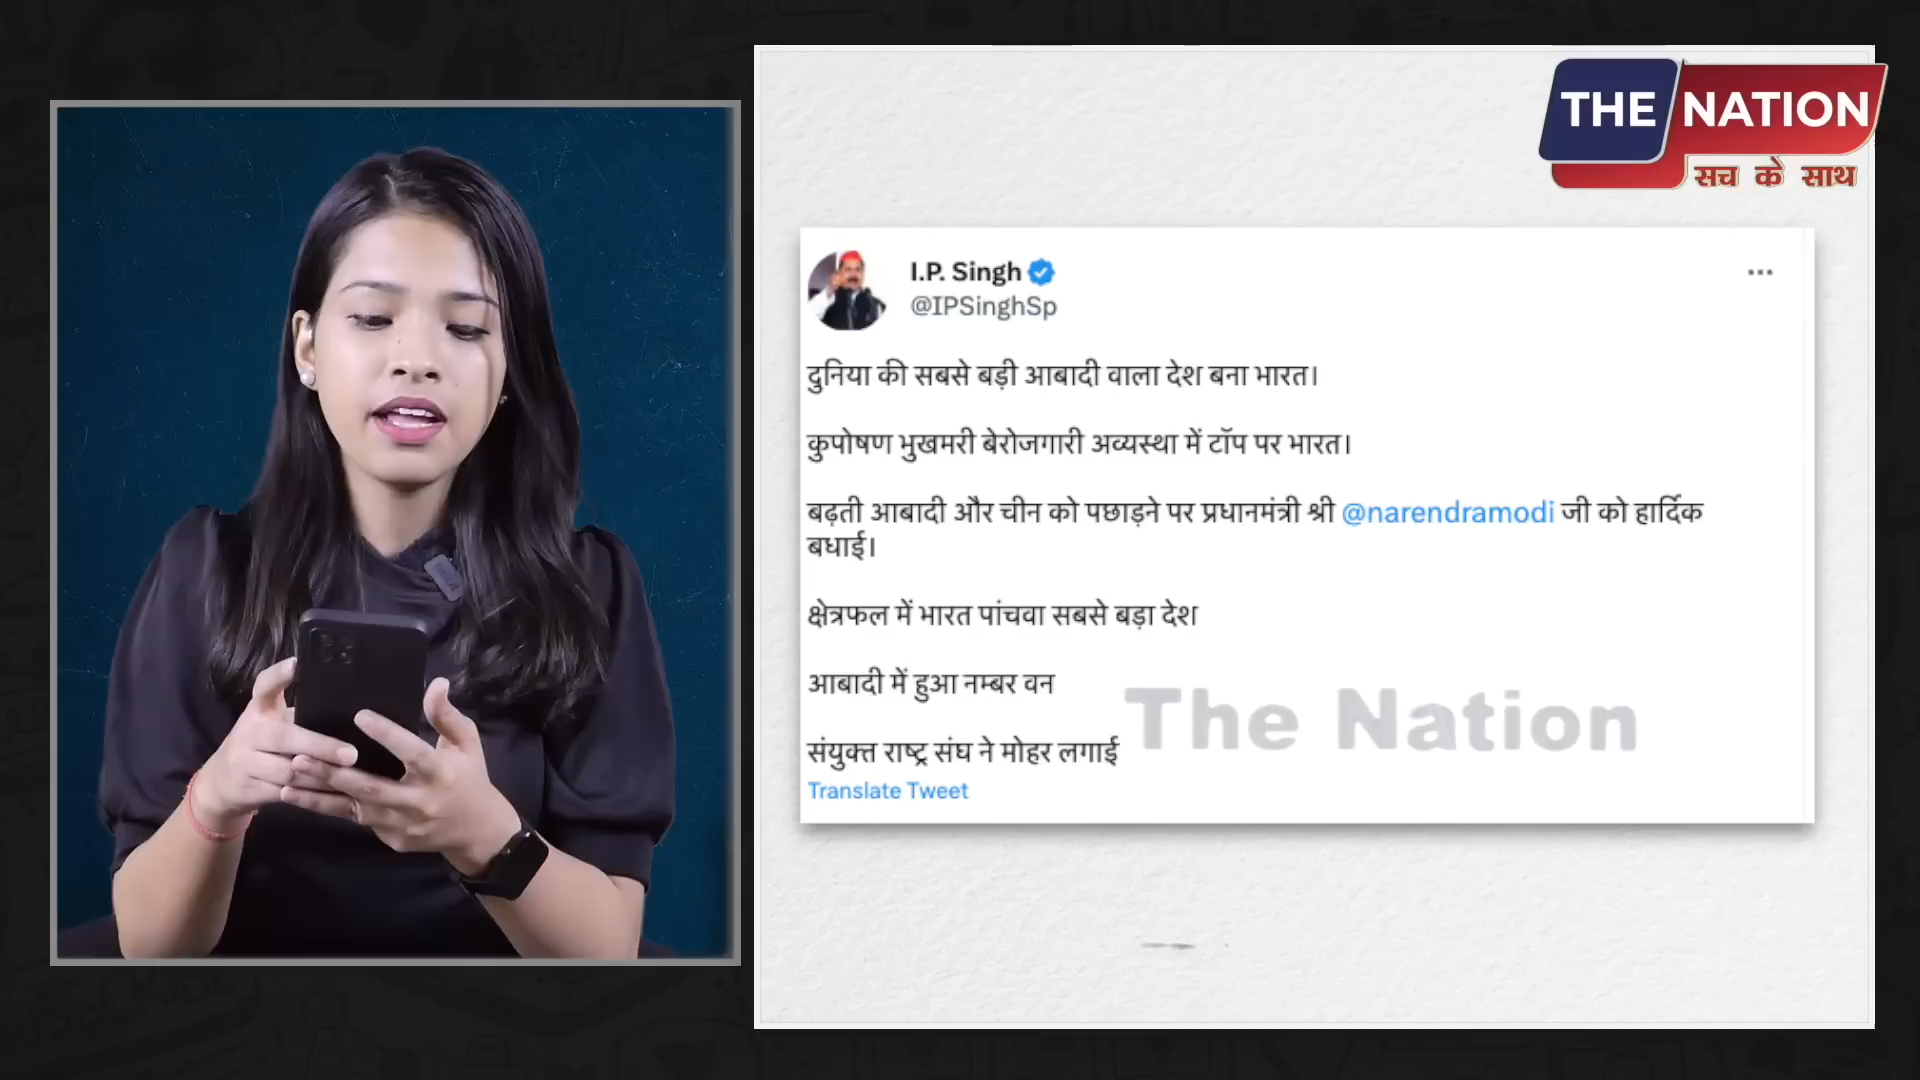 THE NATION
सच के साथ
I.P. Singh
@IPSinghSp
दुनिया की सबसे बड़ी आबादी वाला देश बना भारत।
कुपोषण भुखमरी बेरोजगारी अव्यस्था में टॉप पर भारत।
बढ़ती आबादी और चीन को पछाड़ने पर प्रधानमंत्री श्री @narendramodi जी को हार्दिक
बधाई।
क्षेत्रफल में भारत पांचवा सबसे बड़ा देश
आबादी में हुआ नम्बर वन
The Nation
संयुक्त राष्ट्र संघ ने मोहर लगाई
Translate Tweet